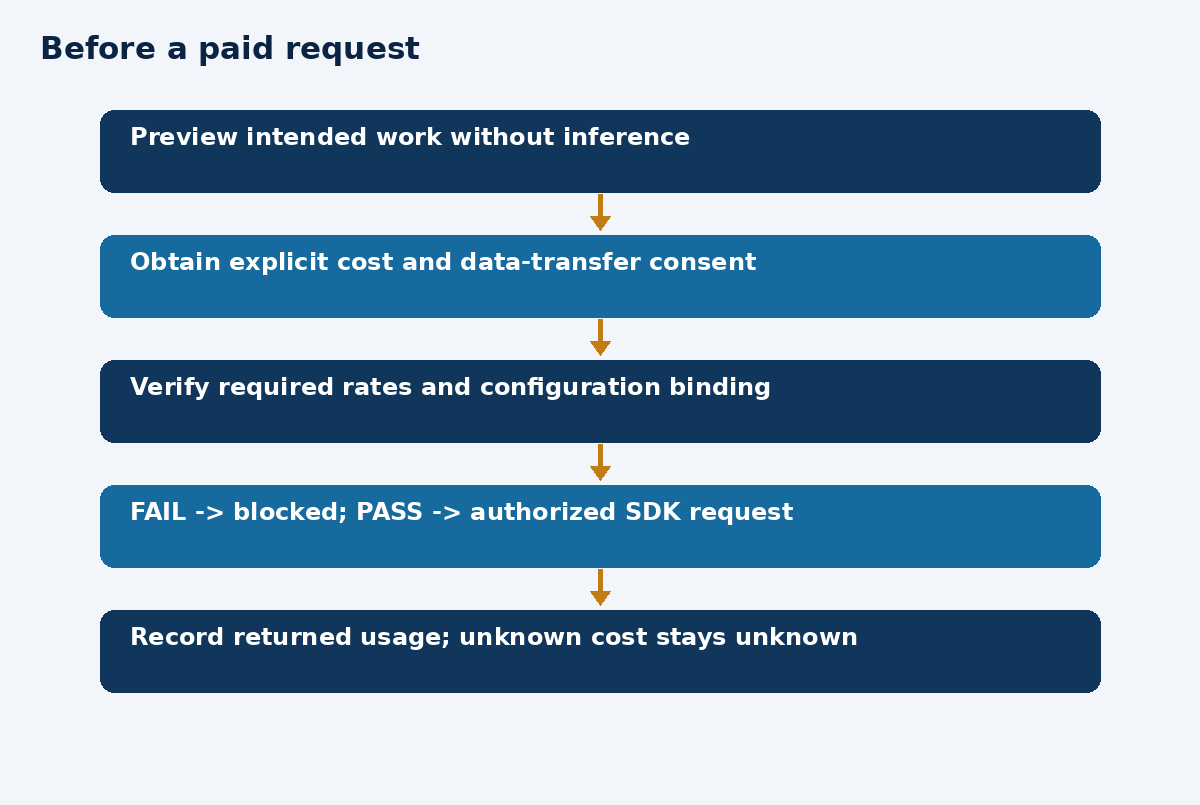 Before a paid request
Preview intended work without inference
Obtain explicit cost and data-transfer consent
Verify required rates and configuration binding
FAIL -> blocked; PASS -> authorized SDK request
Record returned usage; unknown cost stays unknown